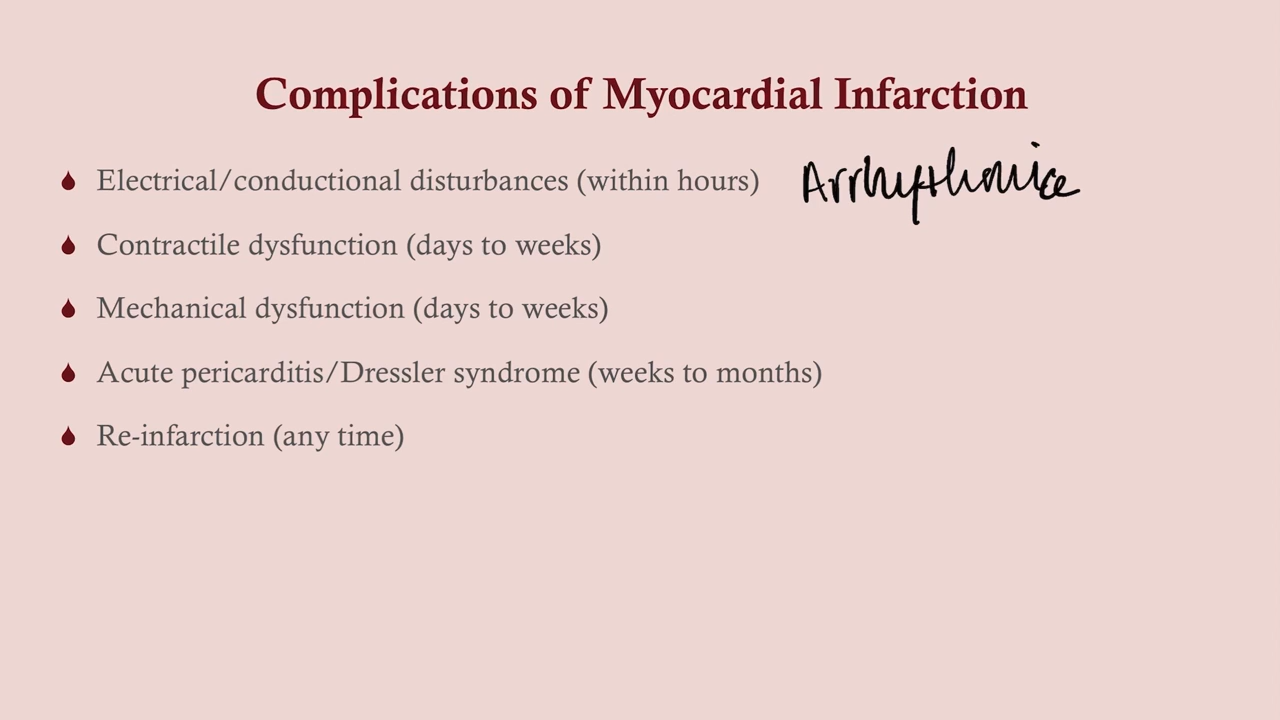 Complications of Myocardial Infarction
Electrical/conductional disturbances (within hours) Arrhythmia
Contractile dysfunction (days to weeks)
Mechanical dysfunction (days to weeks)
Acute pericarditis/Dressler syndrome (weeks to months)
Re-infarction (any time)